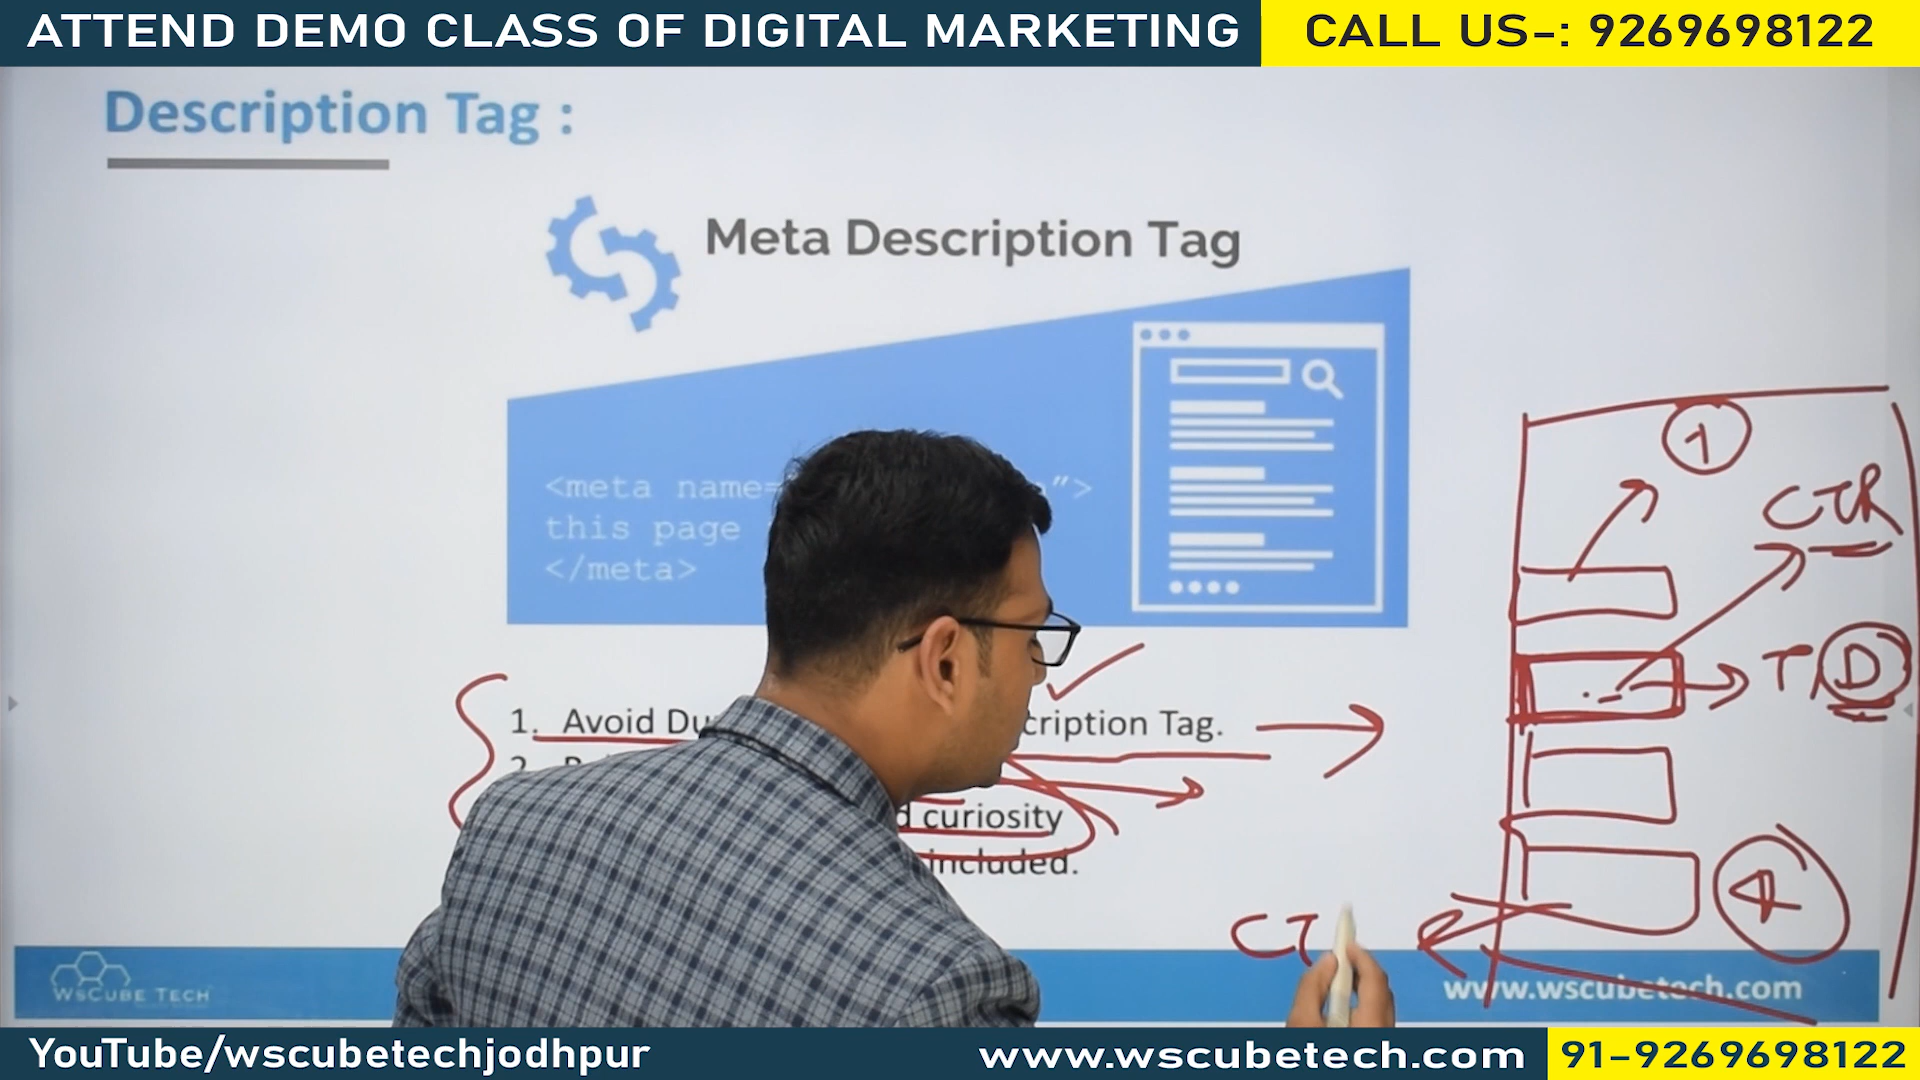 ATTEND DEMO CLASS OF DIGITAL MARKETING
CALL US-: 9269698122
Description Tag :
Meta Description Tag
<meta name=
">
this page
</meta>
1. Avoid Du
cription Tag.
2.
d curiosity
included.
1
CTR
T/D
4
CT
WsCube Tech
www.wscubetech.com
YouTube/wscubetechjodhpur
www.wscubetech.com
91-9269698122